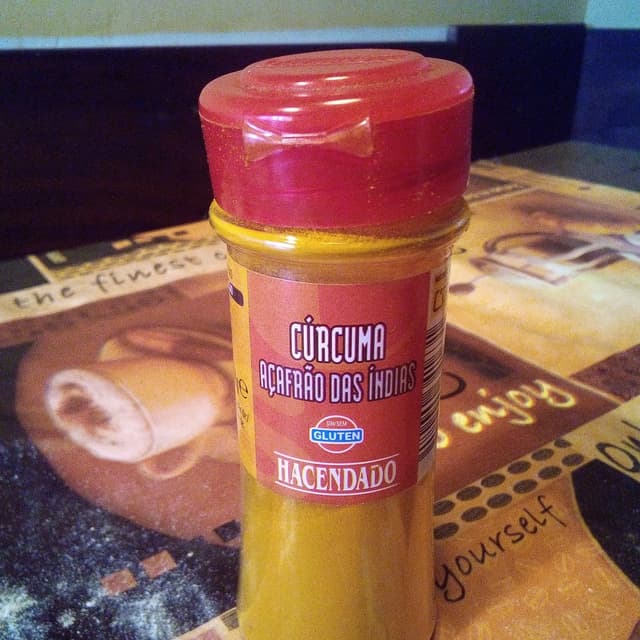 the finest
CÚRCUMA
AÇAFRÃO DAS ÍNDIAS
SIN/SEM
GLUTEN
HACENDADO
enjoy
yourself